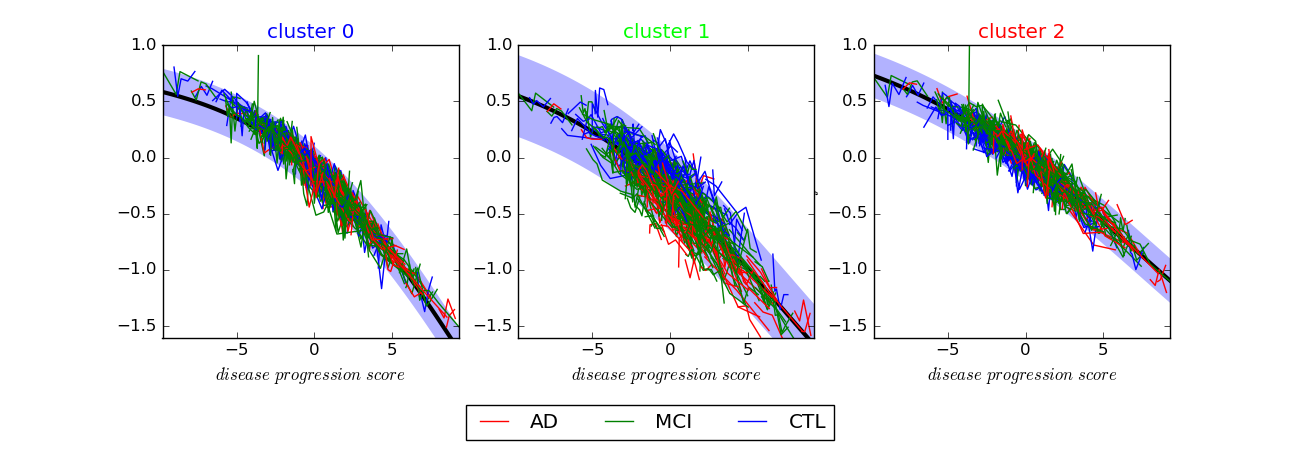 cluster 0 cluster 1 cluster 2
1.0 1.0 1.0
0.5 0.5 0.5
0.0 0.0 0.0
−0.5 −0.5 −0.5
−1.0 −1.0 −1.0
−1.5 −1.5 −1.5
−5 0 5 −5 0 5 −5 0 5
disease progression score disease progression score disease progression score
AD MCI CTL